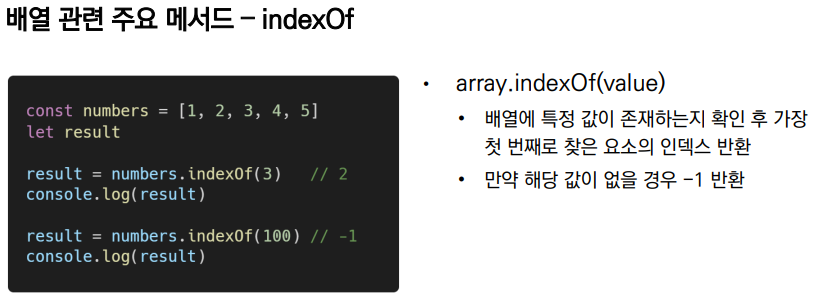 배열 관련 주요 메서드 – indexOf
const numbers = [1, 2, 3, 4, 5]
let result
result = numbers.indexOf(3)   // 2
console.log(result)
result = numbers.indexOf(100) // -1
console.log(result)
• array.indexOf(value)
• 배열에 특정 값이 존재하는지 확인 후 가장
첫 번째로 찾은 요소의 인덱스 반환
• 만약 해당 값이 없을 경우 -1 반환